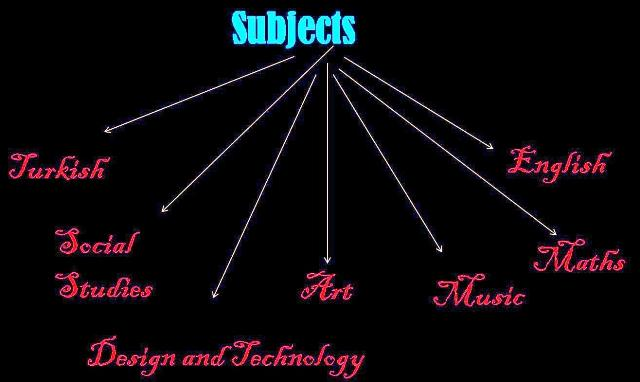 Subjects
Turkish
English
Social
Studies
Maths
Art
Music
Design and Technology